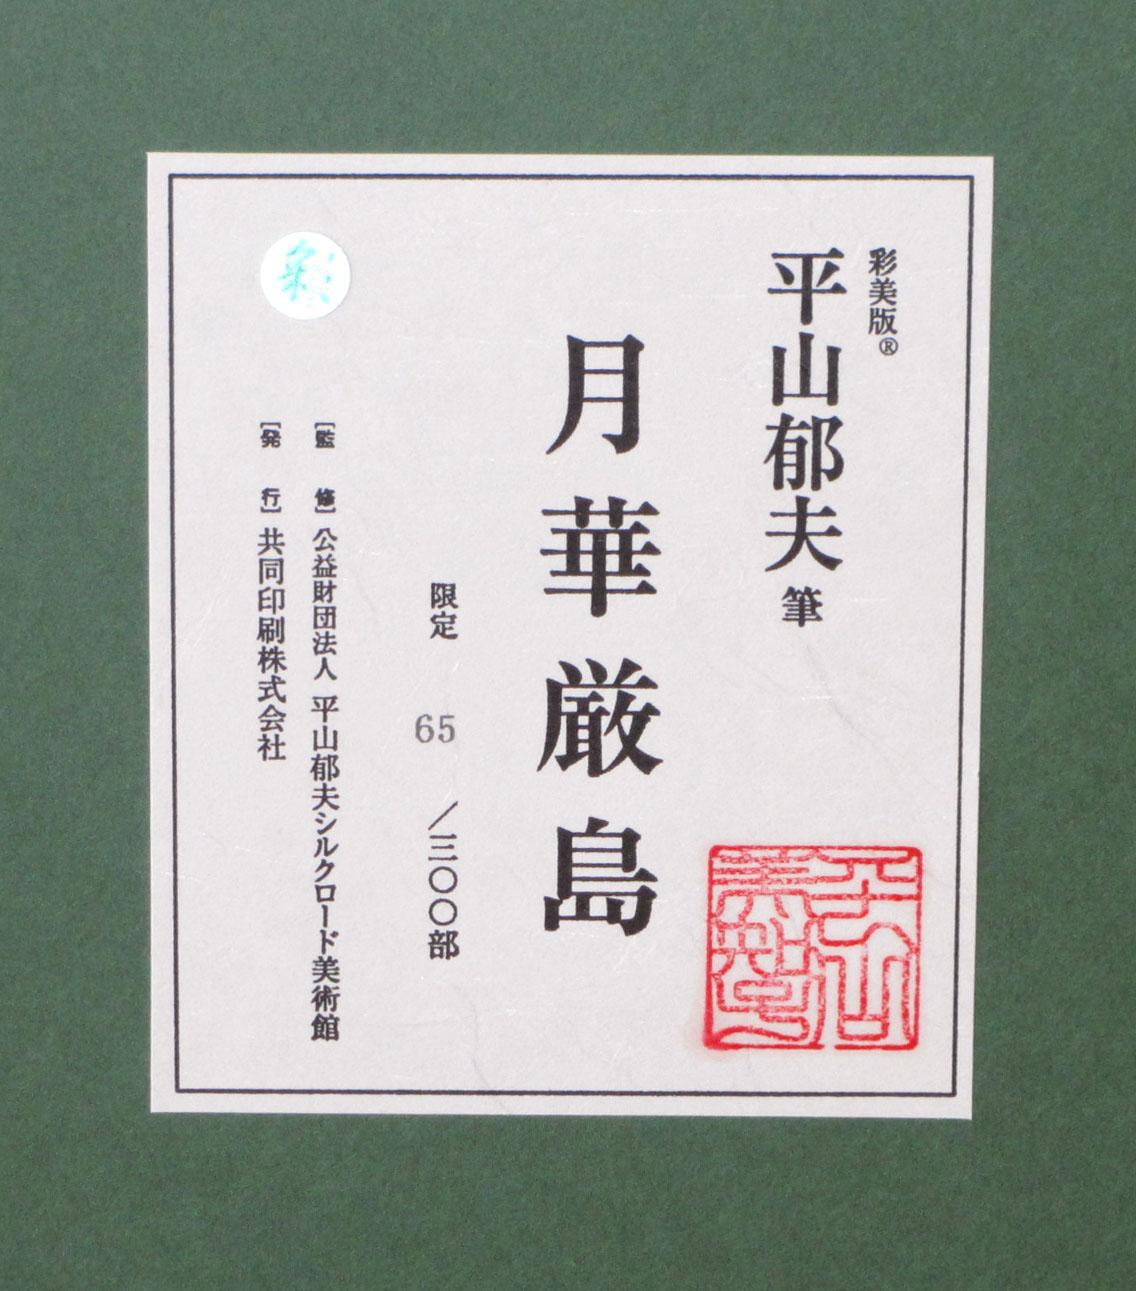 彩美版®
平山郁夫 筆
月華厳島
限定 65 /三〇〇部
[監修] 公益財団法人 平山郁夫シルクロード美術館
[発行] 共同印刷株式会社
彩